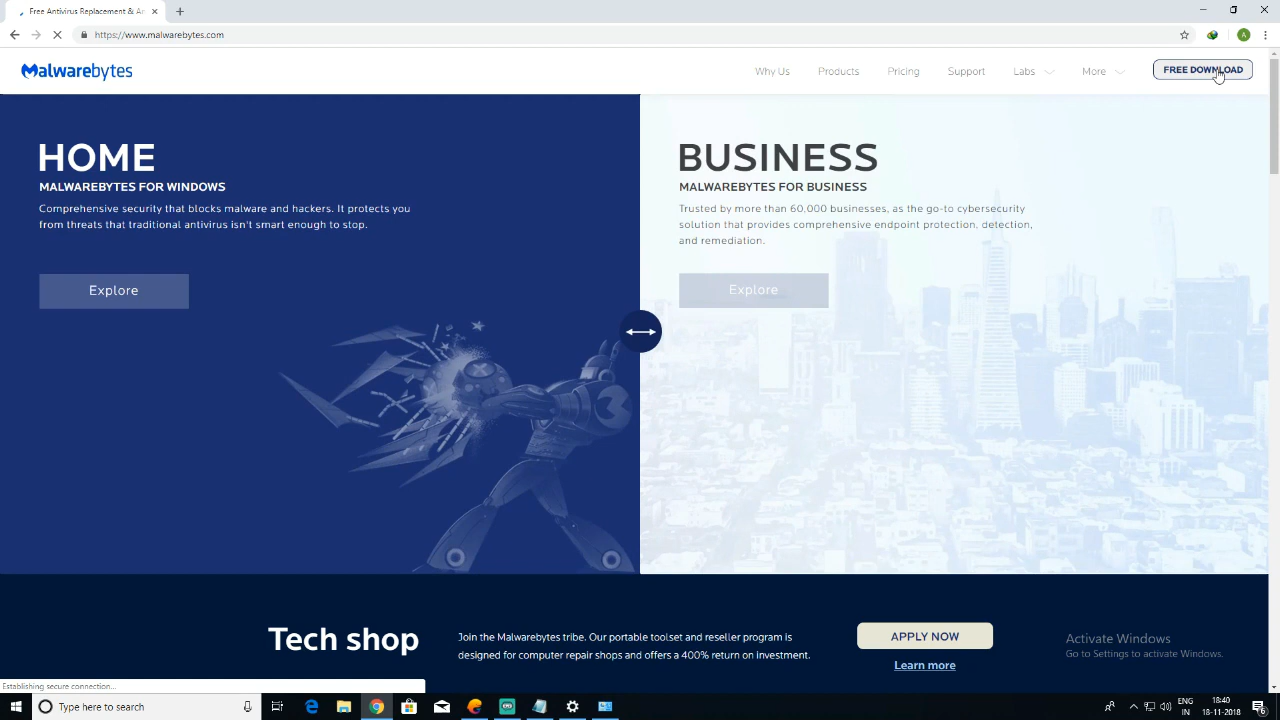 Free Antivirus Replacement & An
https://www.malwarebytes.com
Malwarebytes
Why Us
Products
Pricing
Support
Labs
More
FREE DOWNLOAD
HOME
MALWAREBYTES FOR WINDOWS
Comprehensive security that blocks malware and hackers. It protects you
from threats that traditional antivirus isn't smart enough to stop.
Explore
BUSINESS
MALWAREBYTES FOR BUSINESS
Trusted by more than 60,000 businesses, as the go-to cybersecurity
solution that provides comprehensive endpoint protection, detection,
and remediation.
Explore
Tech shop
Join the Malwarebytes tribe. Our portable toolset and reseller program is
designed for computer repair shops and offers a 400% return on investment.
APPLY NOW
Learn more
Activate Windows
Go to Settings to activate Windows.
Establishing secure connection...
Type here to search
ENG
IN
18:40
18-11-2018
6